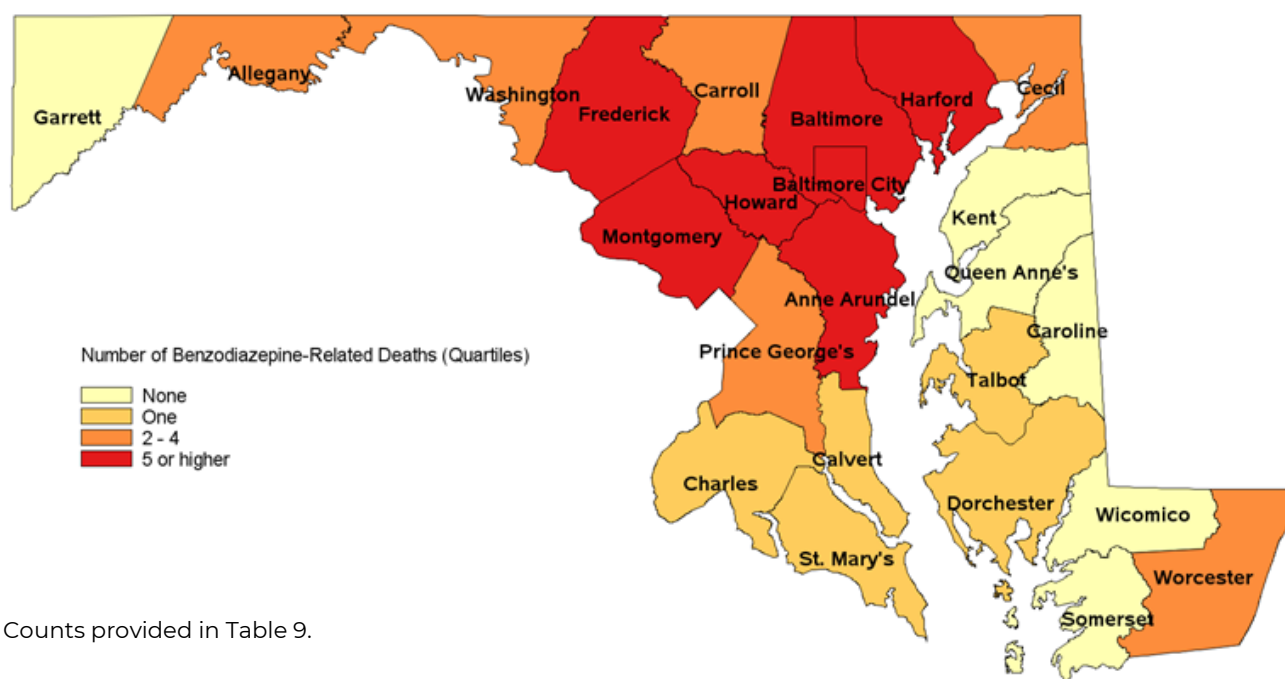 Allegany
Garrett
Washington
Frederick
Carroll
Baltimore
Harford
Cecil
Baltimore City
Howard
Montgomery
Kent
Queen Anne's
Anne Arundel
Caroline
Prince George's
Talbot
Number of Benzodiazepine-Related Deaths (Quartiles)
None
One
2 - 4
5 or higher
Calvert
Charles
Dorchester
Wicomico
St. Mary's
Worcester
Somerset
Counts provided in Table 9.